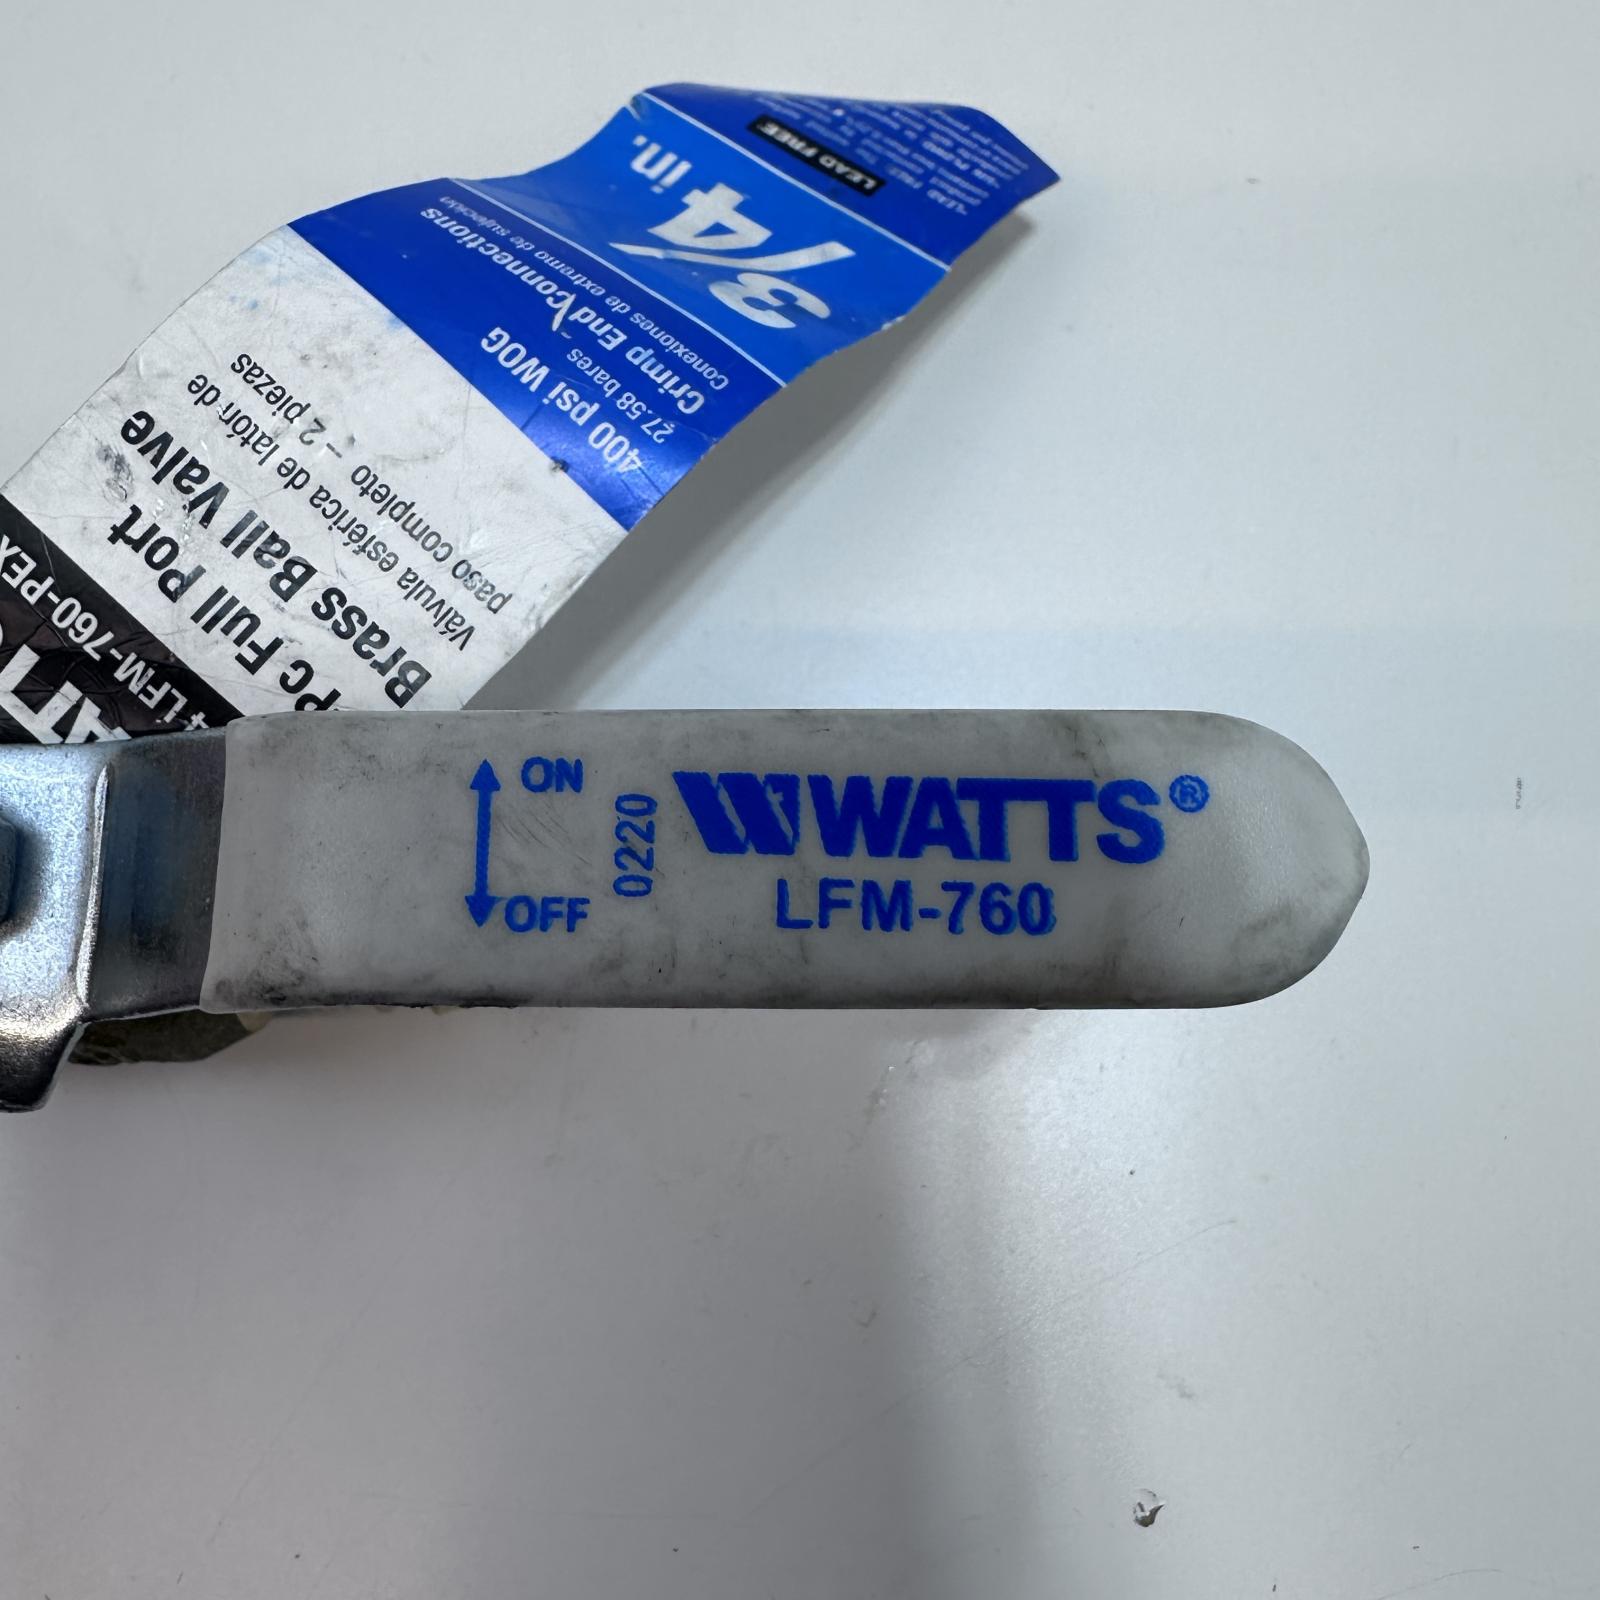 WATTS®
LFM-760
0220
ON
OFF
LFM-760-PEX
Pc Full Port
Brass Ball Valve
Válvula esférica de latón de
paso completo - 2 piezas
400 psi WOG
27.58 bares
Crimp End Connections
Conexiones de extremo de sujeción
3/4 in.
LEAD FREE